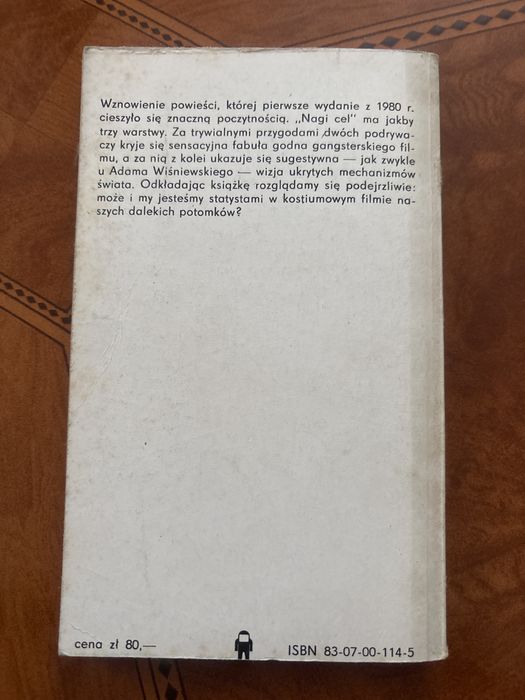 Wznowienie powieści, której pierwsze wydanie z 1980 r.
cieszyło się znaczną poczytnością. „Nagi cel" ma jakby
trzy warstwy. Za trywialnymi przygodami dwóch podrywa-
czy kryje się sensacyjna fabuła godna gangsterskiego fil-
mu, a za nią z kolei ukazuje się sugestywna — jak zwykle
u Adama Wiśniewskiego — wizja ukrytych mechanizmów
świata. Odkładając książkę rozglądamy się podejrzliwie:
może i my jesteśmy statystami w kostiumowym filmie na-
szych dalekich potomków?
cena zł 80,—
ISBN 83-07-00-114-5